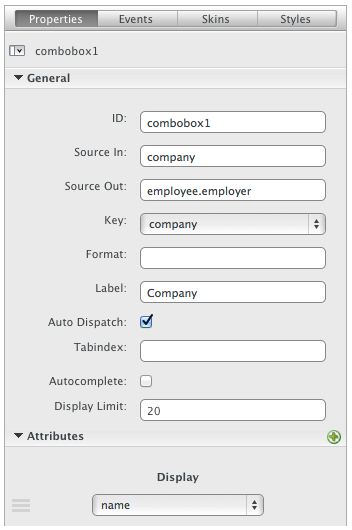 Properties Events Skins Styles
combobox1
General
ID: combobox1
Source In: company
Source Out: employee.employer
Key: company
Format:
Label: Company
Auto Dispatch:
Tabindex:
Autocomplete:
Display Limit: 20
Attributes
Display
name